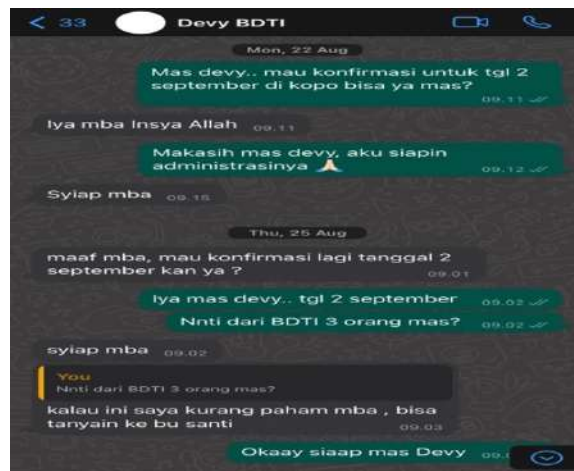 < 33 Devy BDTI
Mon, 22 Aug
Mas devy.. mau konfirmasi untuk tgl 2
september di kopo bisa ya mas?
09.11
Iya mba Insya Allah 09.11
Makasih mas devy, aku siapin
administrasinya 🙏🏻 09.12
Syiap mba 09.15
Thu, 25 Aug
maaf mba, mau konfirmasi lagi tanggal 2
september kan ya ? 09.01
Iya mas devy.. tgl 2 september 09.02
Nnti dari BDTI 3 orang mas? 09.02
syiap mba 09.02
You
Nnti dari BDTI 3 orang mas?
kalau ini saya kurang paham mba , bisa
tanyain ke bu santi 09.03
Okaay siaap mas Devy